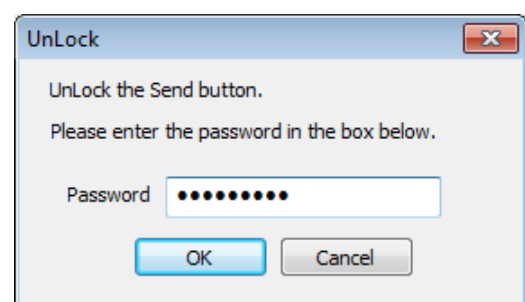 UnLock
UnLock the Send button.
Please enter the password in the box below.
Password •••••••••
OK Cancel